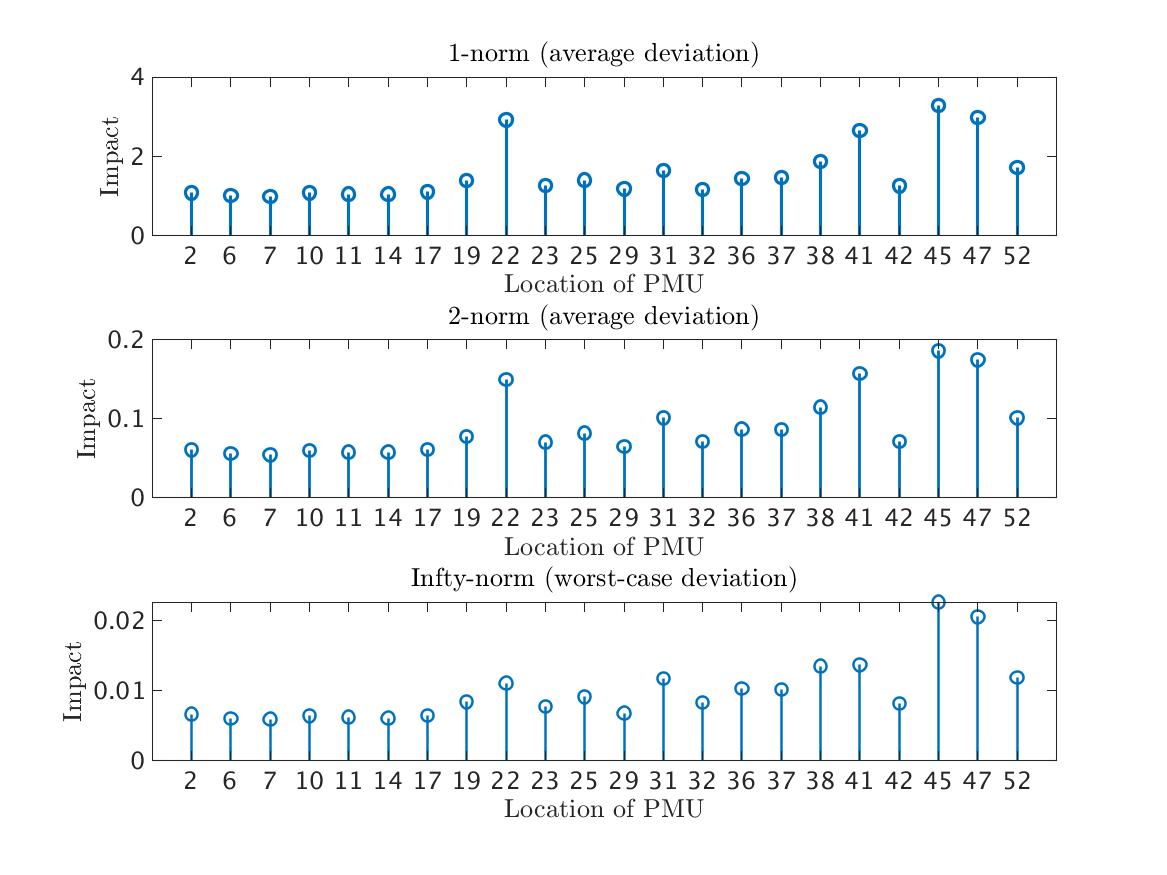 1-norm (average deviation)
4
2
0
Impact
2 6 7 10 11 14 17 19 22 23 25 29 31 32 36 37 38 41 42 45 47 52
Location of PMU
2-norm (average deviation)
0.2
0.1
0
Impact
2 6 7 10 11 14 17 19 22 23 25 29 31 32 36 37 38 41 42 45 47 52
Location of PMU
Infty-norm (worst-case deviation)
0.02
0.01
0
Impact
2 6 7 10 11 14 17 19 22 23 25 29 31 32 36 37 38 41 42 45 47 52
Location of PMU